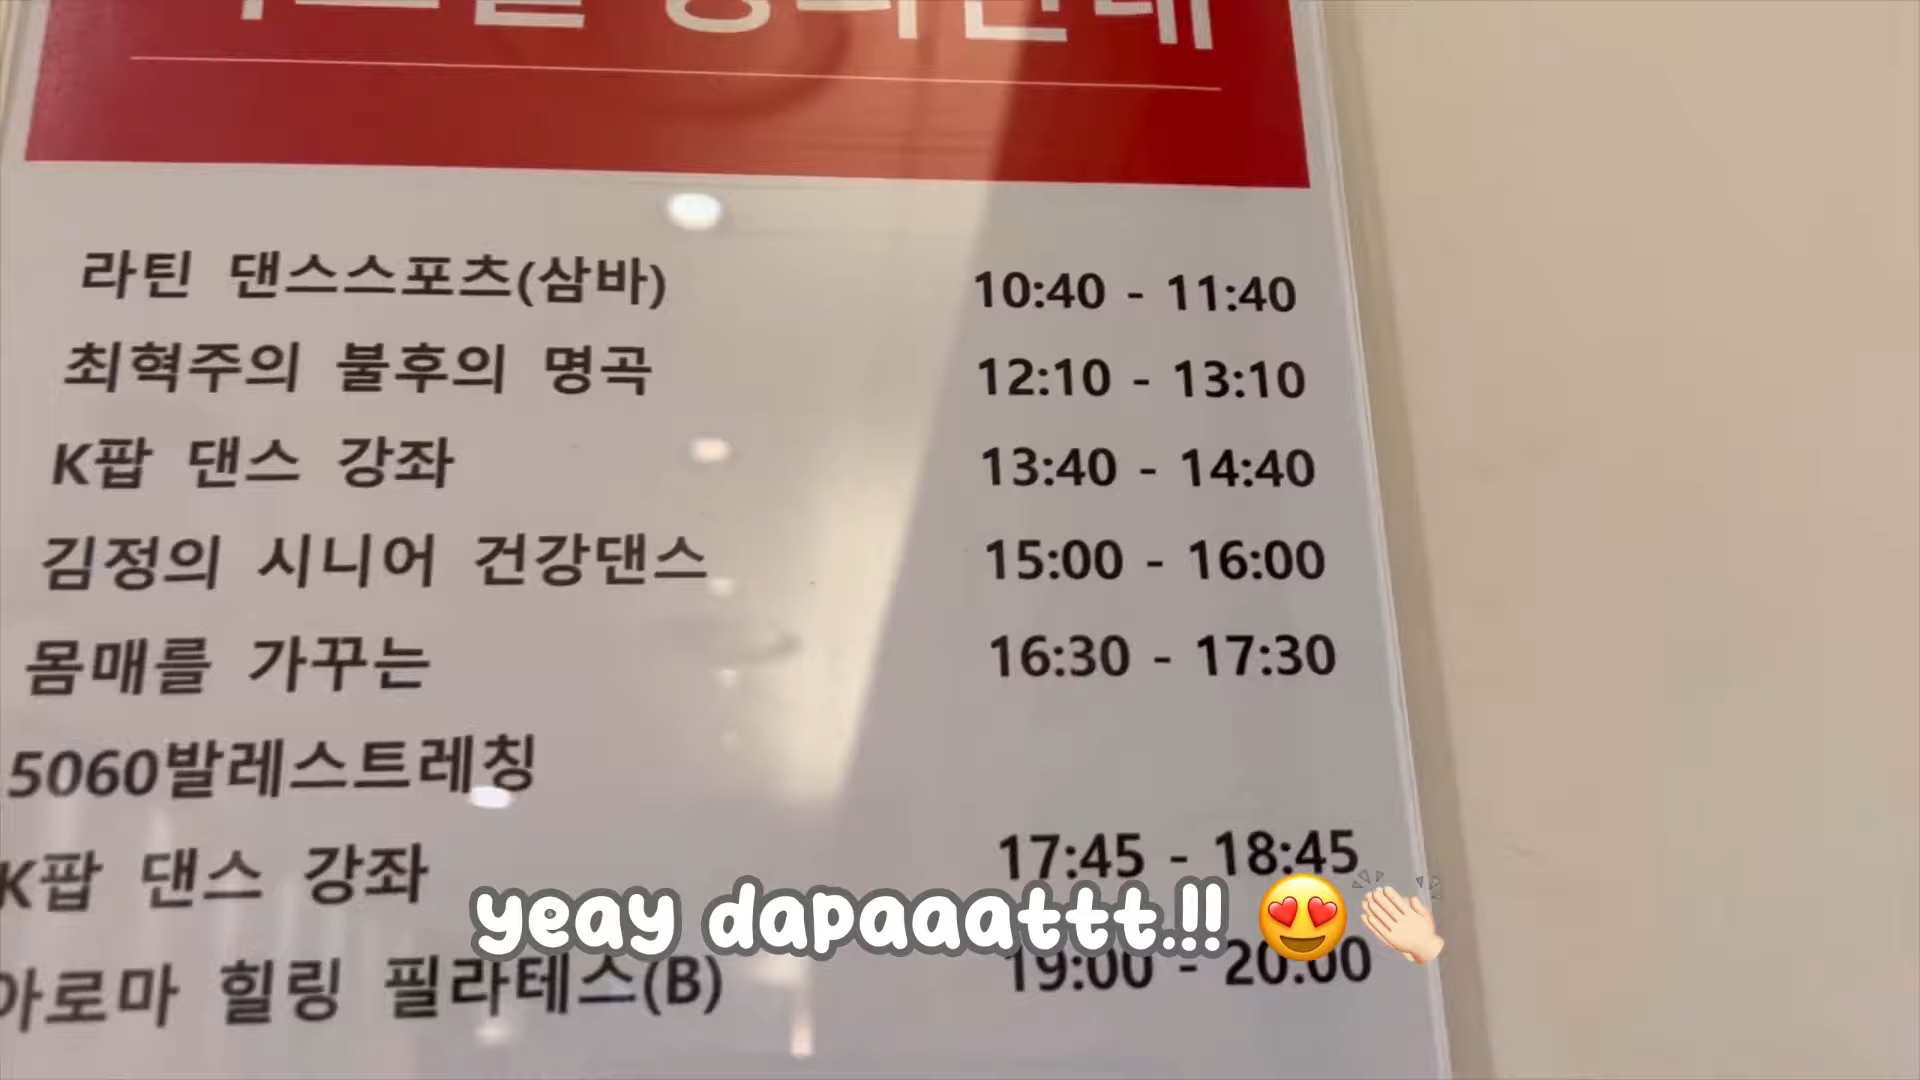 강의안내
라틴 댄스스포츠(삼바) 10:40 - 11:40
최혁주의 불후의 명곡 12:10 - 13:10
K팝 댄스 강좌 13:40 - 14:40
김정의 시니어 건강댄스 15:00 - 16:00
몸매를 가꾸는 16:30 - 17:30
5060발레스트레칭
K팝 댄스 강좌 17:45 - 18:45
yeay dapaaattt.!! 😍👏🏻
아로마 힐링 필라테스(B) 19:00 - 20:00